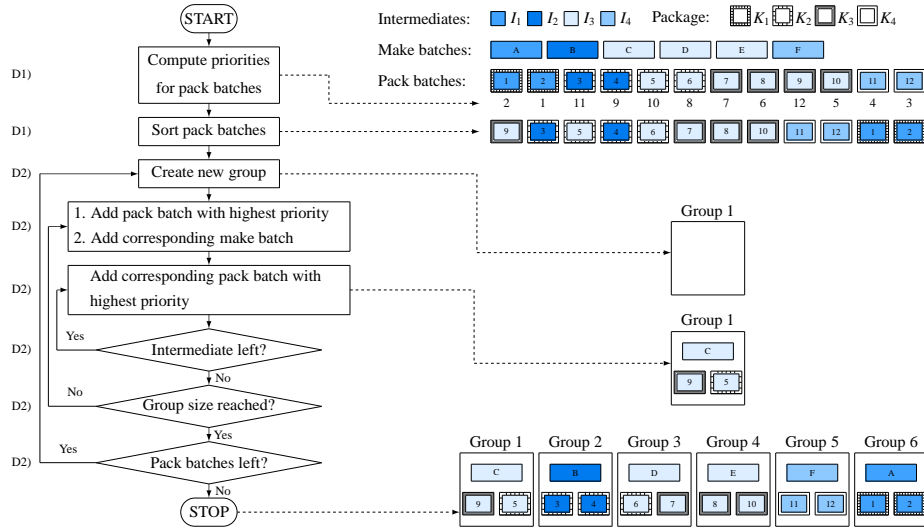 START
Compute priorities
for pack batches
Sort pack batches
Create new group
1. Add pack batch with highest priority
2. Add corresponding make batch
Add corresponding pack batch with
highest priority
Intermediate left?
Group size reached?
Pack batches left?
STOP
D1)
D1)
D2)
D2)
D2)
D2)
D2)
D2)
Yes
No
No
Yes
Yes
No
Intermediates: I1 I2 I3 I4 Package: K1 K2 K3 K4
Make batches: A B C D E F
Pack batches: 1 2 3 4 5 6 7 8 9 10 11 12
2 1 11 9 10 8 7 6 12 5 4 3
9 3 5 4 6 7 8 10 11 12 1 2
Group 1
Group 1
C
9 5
Group 1 Group 2 Group 3 Group 4 Group 5 Group 6
C B D E F A
9 5 3 4 6 7 8 10 11 12 1 2